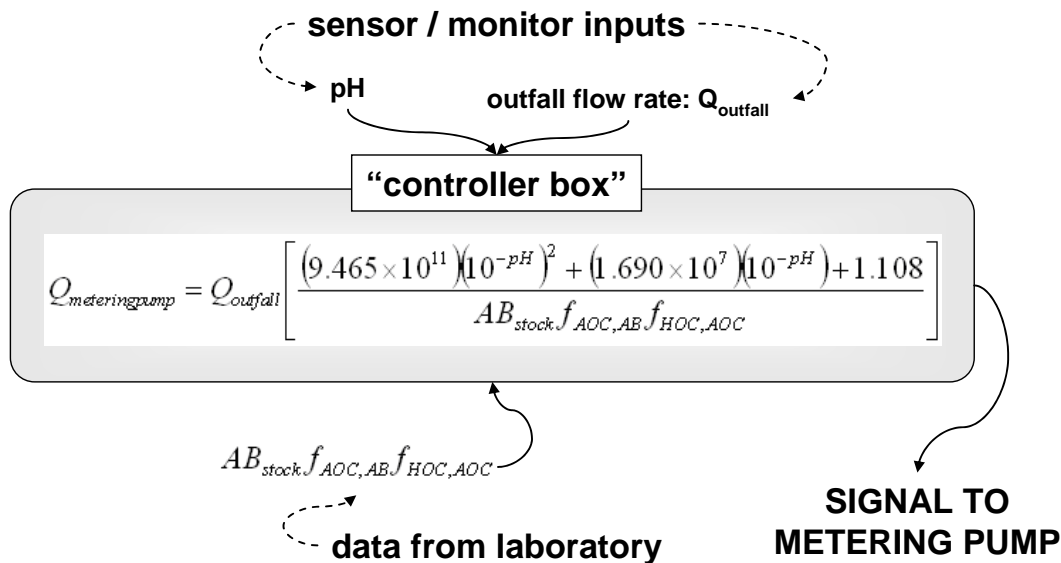 sensor / monitor inputs
pH
outfall flow rate: Q_outfall
“controller box”
Q_meteringpump = Q_outfall [ ((9.465 × 10^11)(10^-pH)^2 + (1.690 × 10^7)(10^-pH) + 1.108) / (AB_stock f_AOC,AB f_HOC,AOC) ]
AB_stock f_AOC,AB f_HOC,AOC
data from laboratory
SIGNAL TO
METERING PUMP